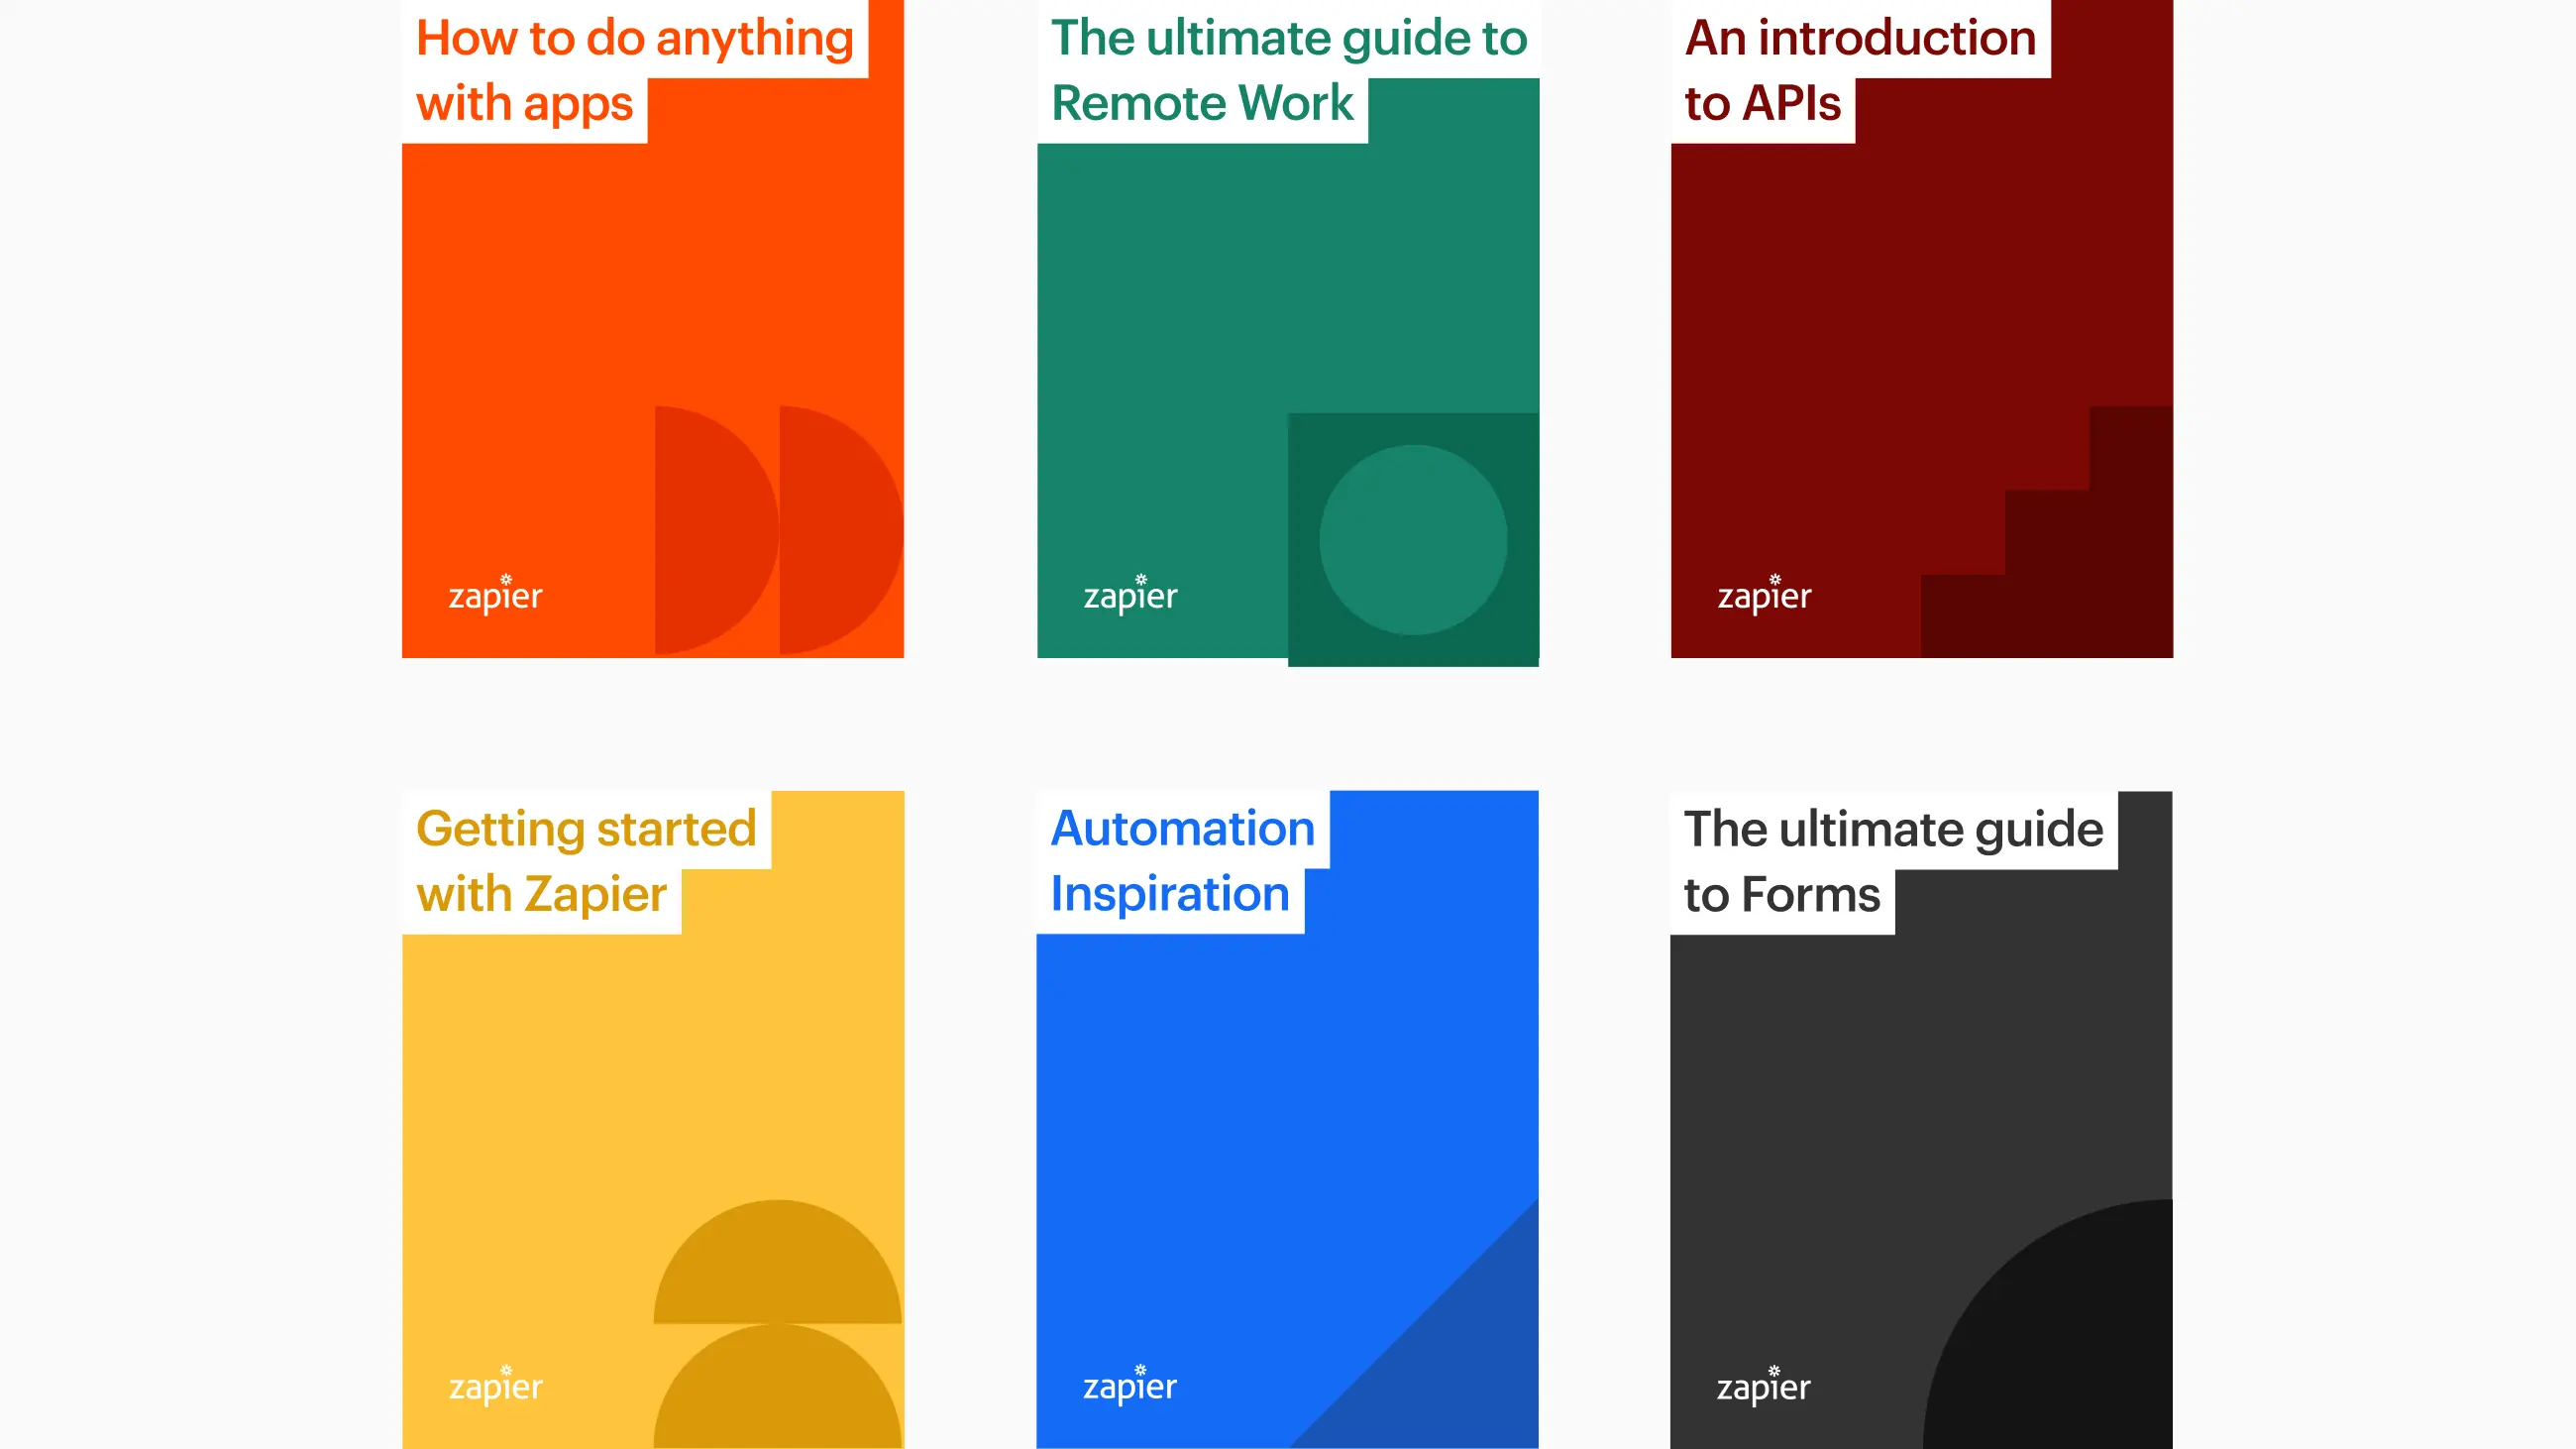 How to do anything
with apps
zapier
The ultimate guide to
Remote Work
zapier
An introduction
to APIs
zapier
Getting started
with Zapier
zapier
Automation
Inspiration
zapier
The ultimate guide
to Forms
zapier